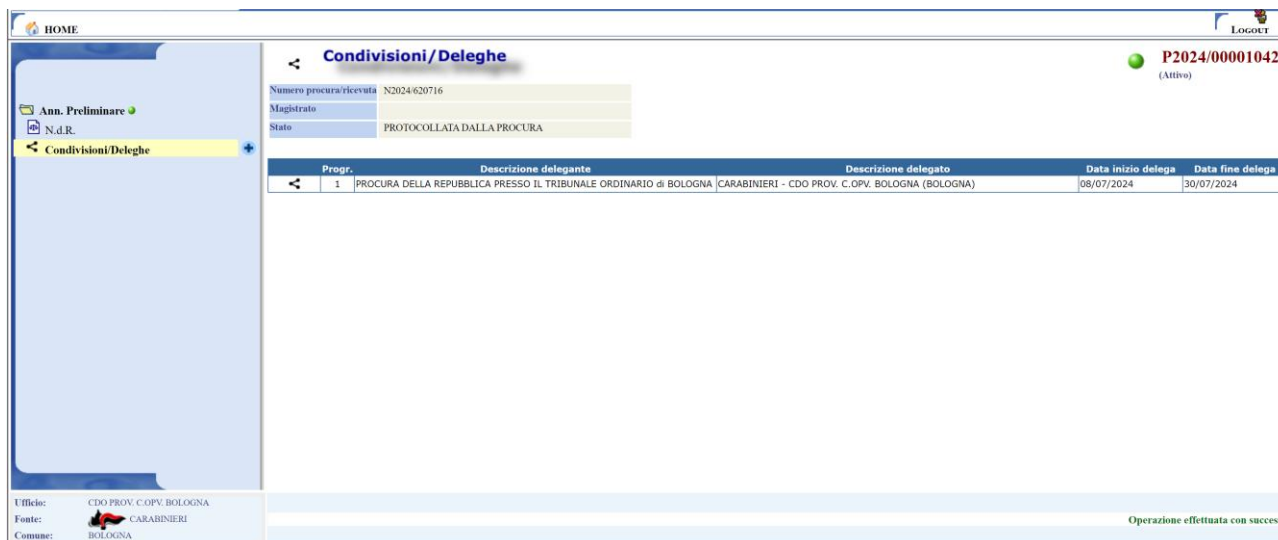 HOME
LOGOUT
Condivisioni/Deleghe
P2024/00001042
(Attivo)
Numero procura/ricevuta N2024/620716
Magistrato
Stato PROTOCOLLATA DALLA PROCURA
Ann. Preliminare
N.d.R.
Condivisioni/Deleghe
Progr. Descrizione delegante Descrizione delegato Data inizio delega Data fine delega
1 PROCURA DELLA REPUBBLICA PRESSO IL TRIBUNALE ORDINARIO di BOLOGNA CARABINIERI - CDO PROV. C.OPV. BOLOGNA (BOLOGNA) 08/07/2024 30/07/2024
Ufficio: CDO PROV. C.OPV. BOLOGNA
Fonte: CARABINIERI
Comune: BOLOGNA
Operazione effettuata con succes